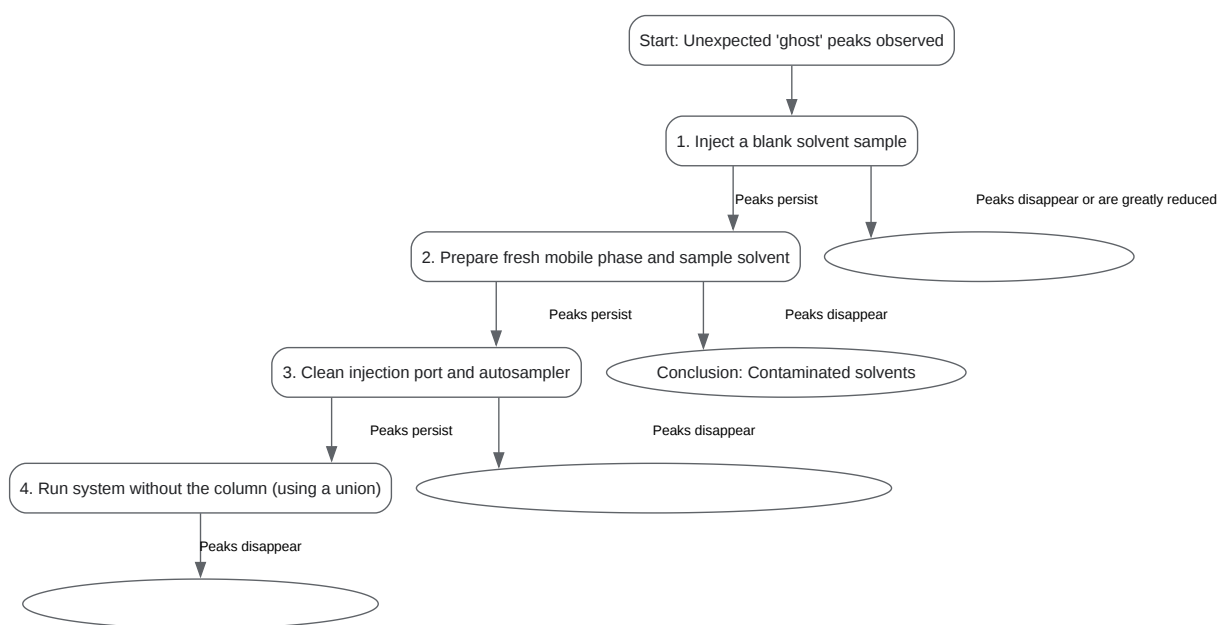 Start: Unexpected 'ghost' peaks observed
1. Inject a blank solvent sample
Peaks persist
Peaks disappear or are greatly reduced
2. Prepare fresh mobile phase and sample solvent
Peaks persist
Peaks disappear
3. Clean injection port and autosampler
Conclusion: Contaminated solvents
Peaks persist
Peaks disappear
4. Run system without the column (using a union)
Peaks disappear